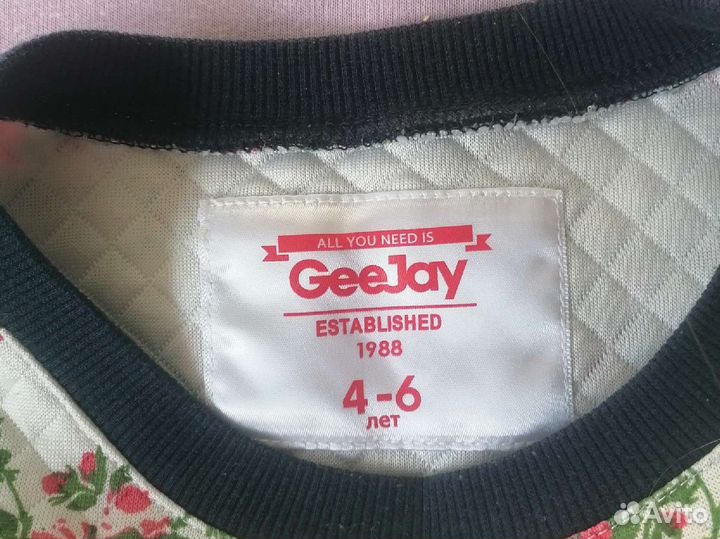 ALL YOU NEED IS
GeeJay
ESTABLISHED
1988
4-6
лет
Avito